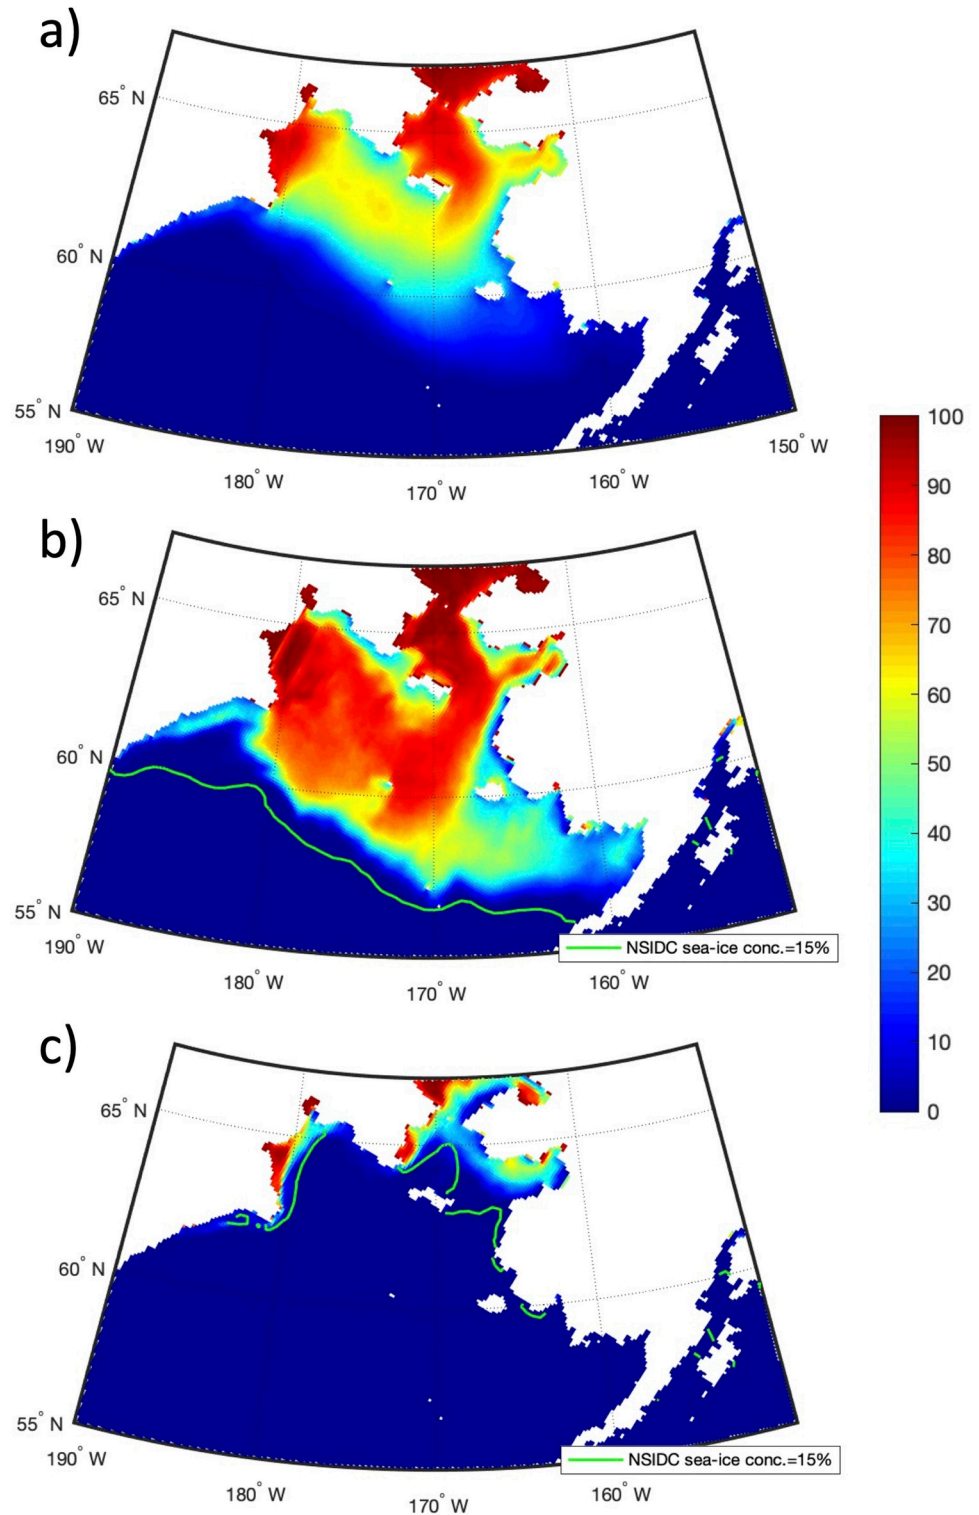 a)
65° N
60° N
55° N
190° W
180° W
170° W
160° W
150° W
100
90
80
70
60
50
40
30
20
10
0
b)
65° N
60° N
55° N
190° W
180° W
170° W
160° W
NSIDC sea-ice conc.=15%
c)
65° N
60° N
55° N
190° W
180° W
170° W
160° W
NSIDC sea-ice conc.=15%